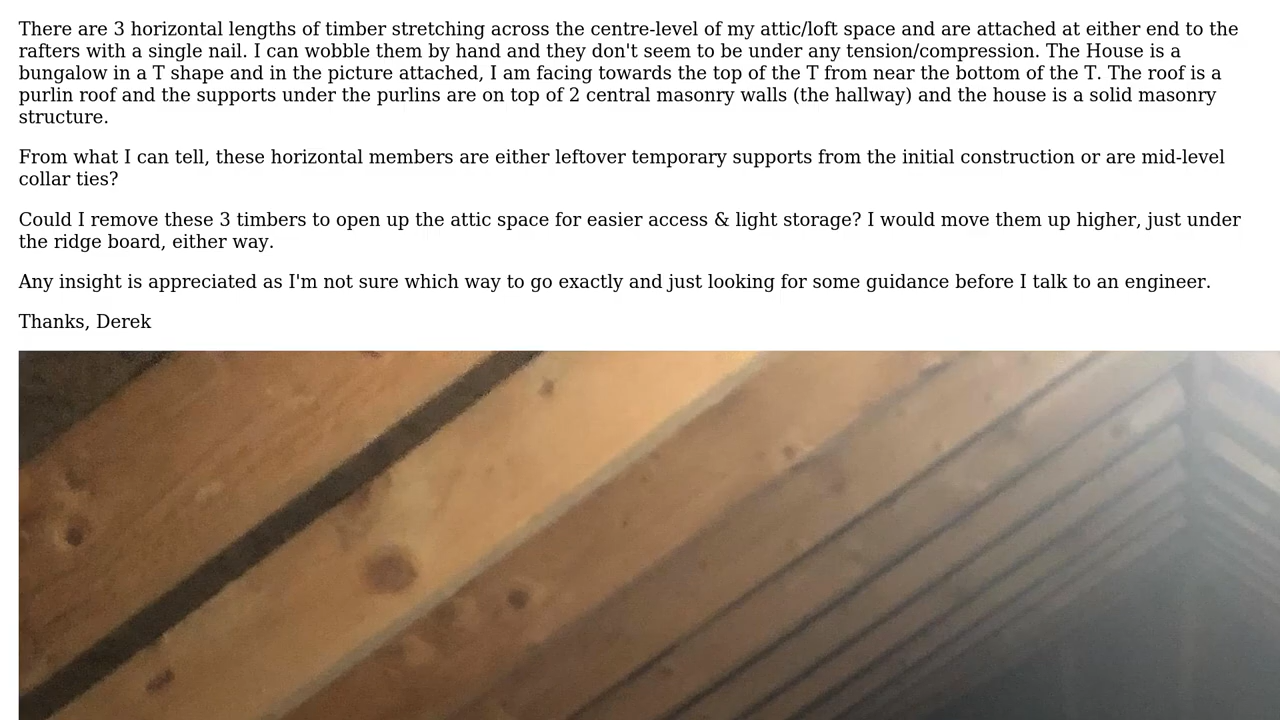 There are 3 horizontal lengths of timber stretching across the centre-level of my attic/loft space and are attached at either end to the
rafters with a single nail. I can wobble them by hand and they don't seem to be under any tension/compression. The House is a
bungalow in a T shape and in the picture attached, I am facing towards the top of the T from near the bottom of the T. The roof is a
purlin roof and the supports under the purlins are on top of 2 central masonry walls (the hallway) and the house is a solid masonry
structure.
From what I can tell, these horizontal members are either leftover temporary supports from the initial construction or are mid-level
collar ties?
Could I remove these 3 timbers to open up the attic space for easier access & light storage? I would move them up higher, just under
the ridge board, either way.
Any insight is appreciated as I'm not sure which way to go exactly and just looking for some guidance before I talk to an engineer.
Thanks, Derek